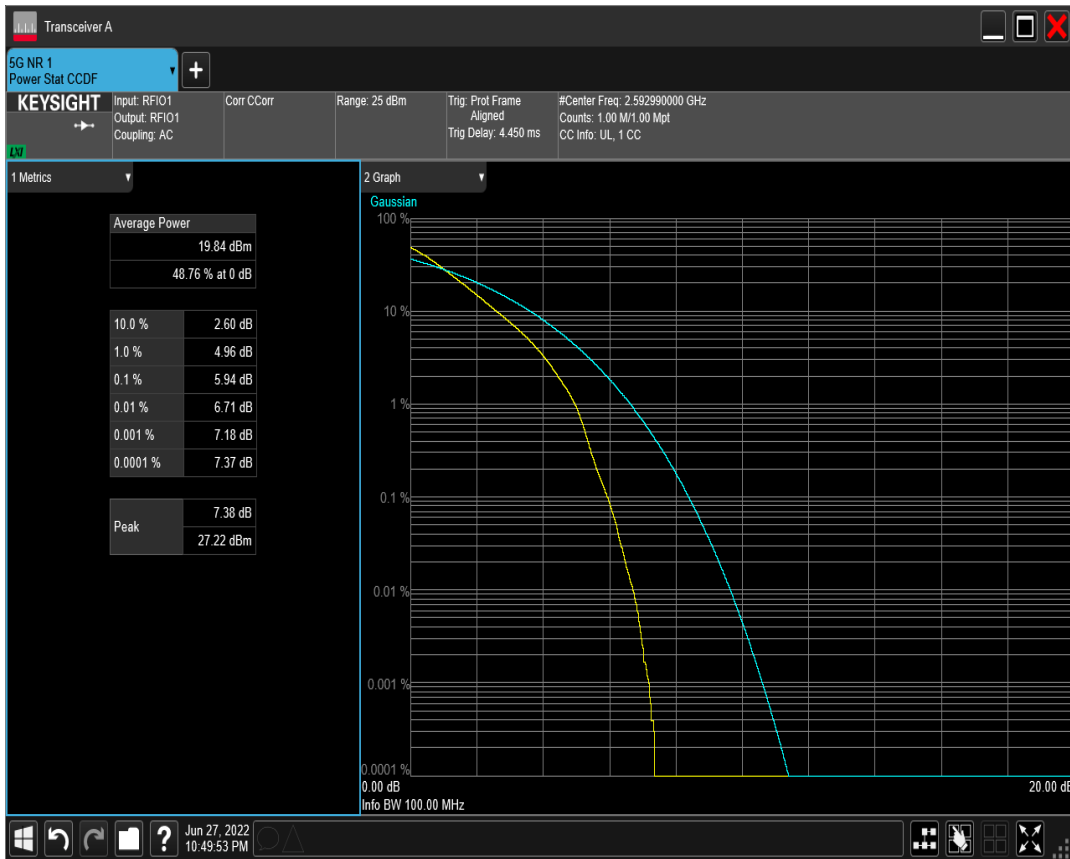 Transceiver A
5G NR 1
Power Stat CCDF
KEYSIGHT
LXI
Input: RFIO1
Output: RFIO1
Coupling: AC
Corr CCorr
Range: 25 dBm
Trig: Prot Frame
Aligned
Trig Delay: 4.450 ms
#Center Freq: 2.592990000 GHz
Counts: 1.00 M/1.00 Mpt
CC Info: UL, 1 CC
1 Metrics
Average Power
19.84 dBm
48.76 % at 0 dB
10.0 % 2.60 dB
1.0 % 4.96 dB
0.1 % 5.94 dB
0.01 % 6.71 dB
0.001 % 7.18 dB
0.0001 % 7.37 dB
Peak 7.38 dB
27.22 dBm
2 Graph
Gaussian
100 %
10 %
1 %
0.1 %
0.01 %
0.001 %
0.0001 %
0.00 dB 20.00 dB
Info BW 100.00 MHz
?
Jun 27, 2022
10:49:53 PM